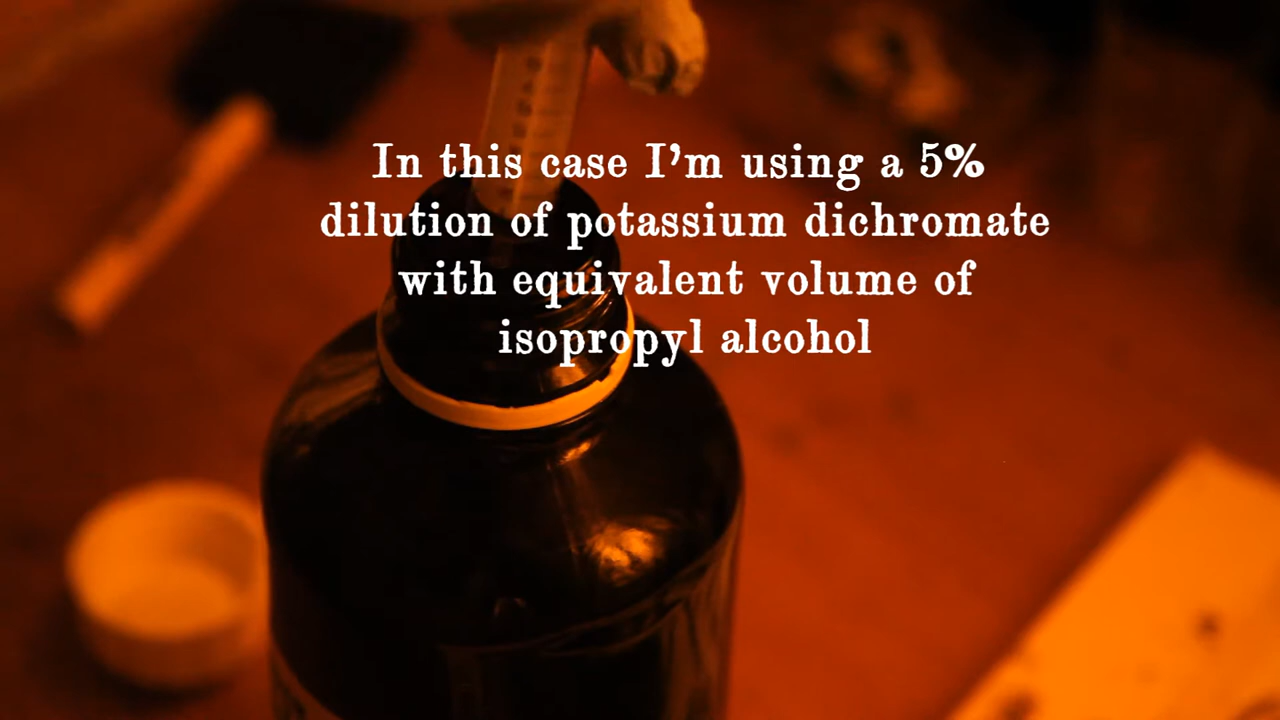 In this case I'm using a 5%
dilution of potassium dichromate
with equivalent volume of
isopropyl alcohol